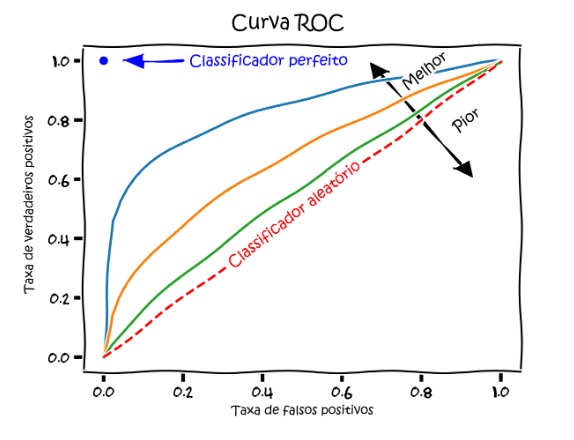 Curva ROC
Classificador perfeito
Melhor
Pior
Classificador aleatório
Taxa de verdadeiros positivos
1.0
0.8
0.6
0.4
0.2
0.0
0.0 0.2 0.4 0.6 0.8 1.0
Taxa de falsos positivos